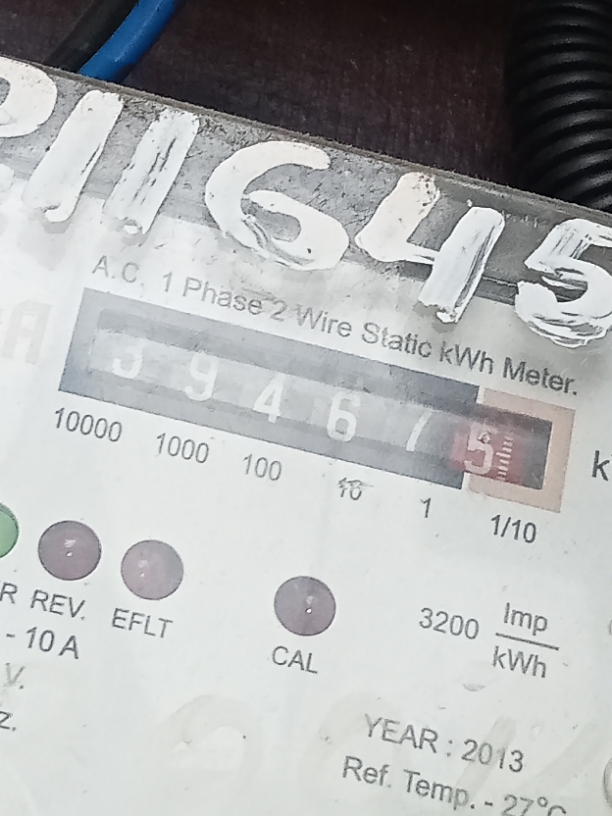 211645
A.C. 1 Phase 2 Wire Static kWh Meter.
3 9 4 6 7 5
10000 1000 100 10 1 1/10
REV. EFLT CAL
3200 Imp/kWh
- 10 A
V.
z.
YEAR : 2013
Ref. Temp. - 27°C